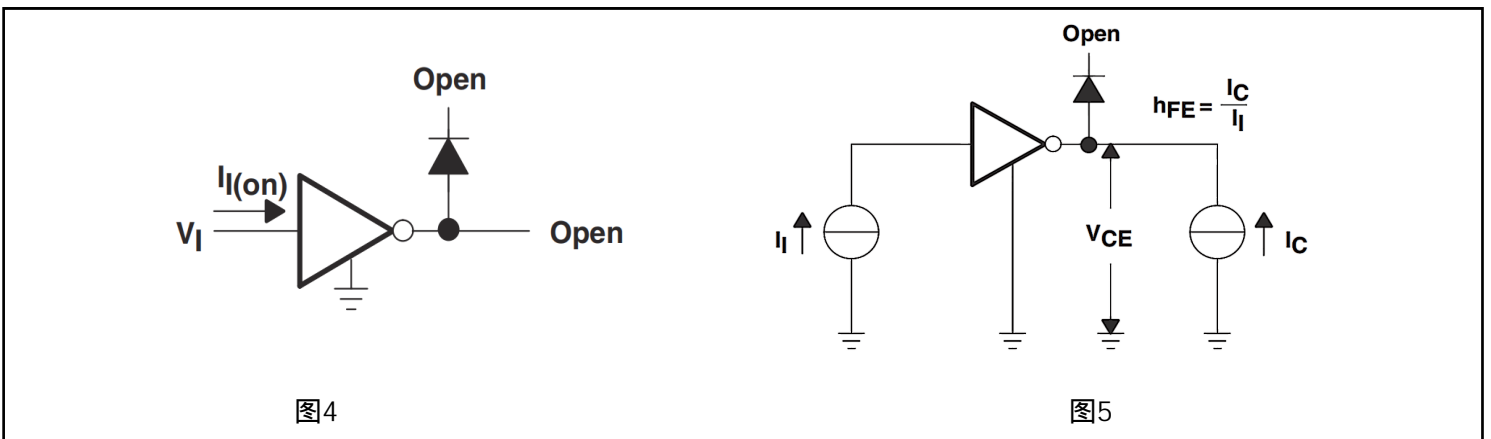 Open
II(on)
VI
Open
图4
Open
hFE = IC
II
II
VCE
IC
图5